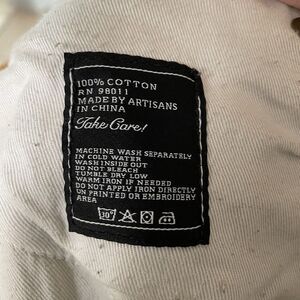 100% COTTON
RN 98011
MADE BY ARTISANS
IN CHINA
Take Care!
MACHINE WASH SEPARATELY
IN COLD WATER
WASH INSIDE OUT
DO NOT BLEACH
TUMBLE DRY LOW
WARM IRON IF NEEDED
DO NOT APPLY IRON DIRECTLY
ON PRINTED OR EMBROIDERY
AREA
30°